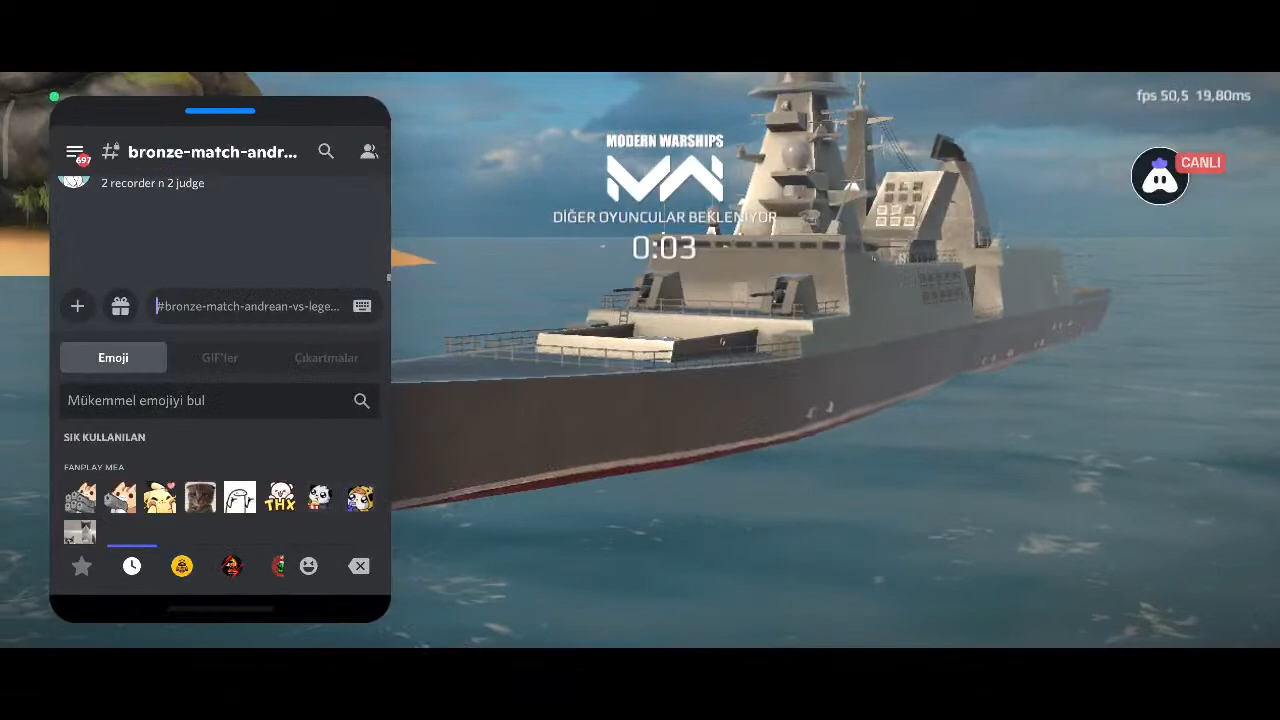 fps 50,5 19,80ms
CANLI
MODERN WARSHIPS
DİĞER OYUNCULAR BEKLENİYOR
0:03
697
bronze-match-andr...
2 recorder n 2 judge
#bronze-match-andrean-vs-lege...
Emoji
GIF'ler
Çıkartmalar
Mükemmel emojiyi bul
SIK KULLANILAN
FANPLAY MEA
THX